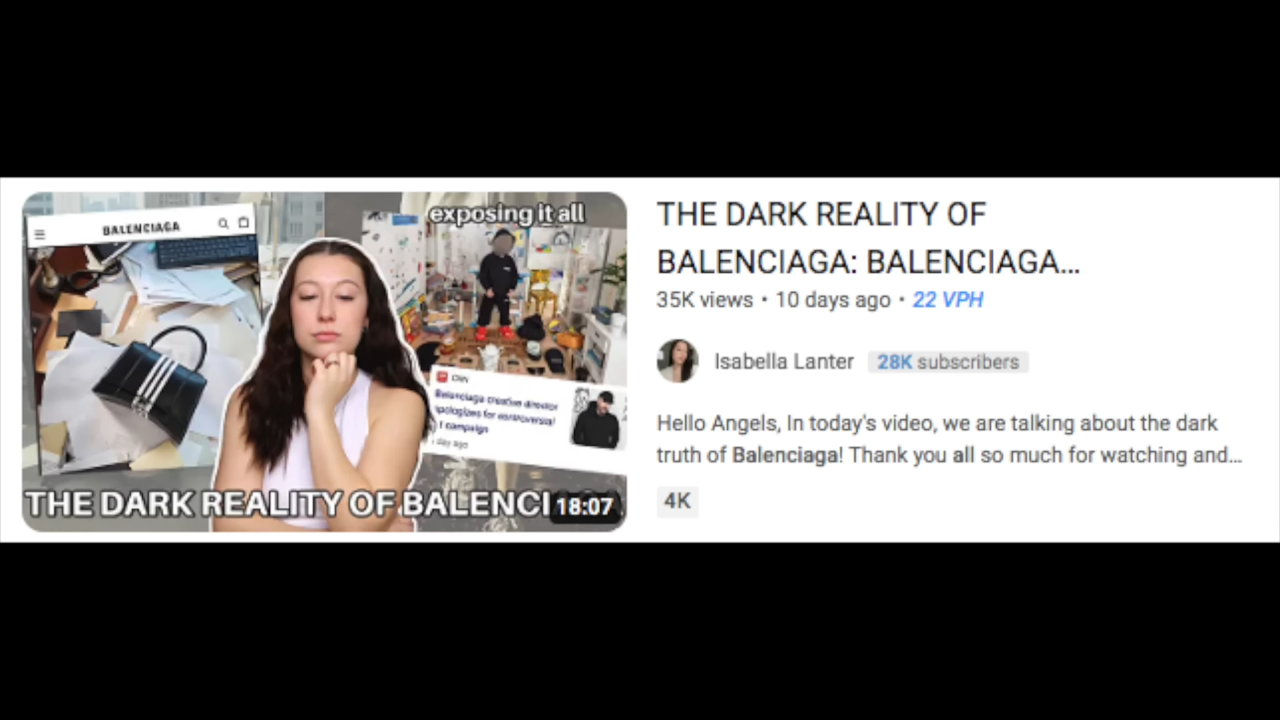 BALENCIAGA
exposing it all
CNN
Balenciaga creative director
apologizes for controversial
campaign
day ago
THE DARK REALITY OF BALENCI
18:07
THE DARK REALITY OF
BALENCIAGA: BALENCIAGA...
35K views • 10 days ago • 22 VPH
Isabella Lanter 28K subscribers
Hello Angels, In today's video, we are talking about the dark
truth of Balenciaga! Thank you all so much for watching and...
4K